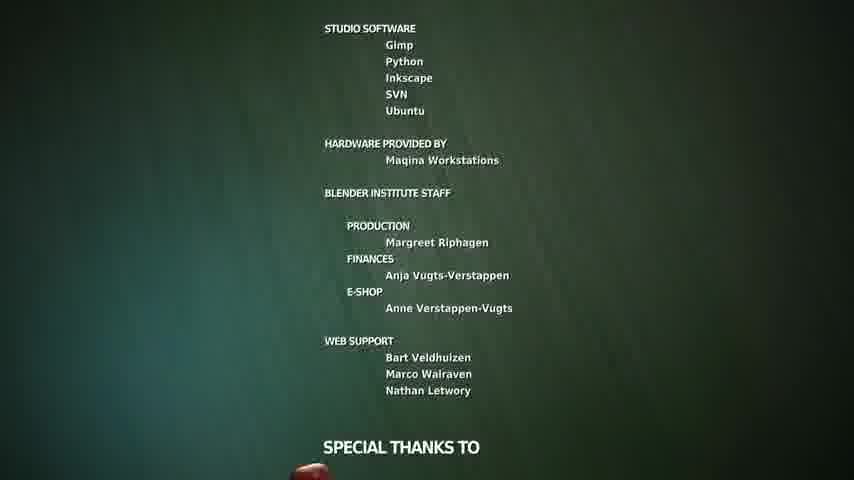 STUDIO SOFTWARE
Gimp
Python
Inkscape
SVN
Ubuntu
HARDWARE PROVIDED BY
Maqina Workstations
BLENDER INSTITUTE STAFF
PRODUCTION
Margreet Riphagen
FINANCES
Anja Vugts-Verstappen
E-SHOP
Anne Verstappen-Vugts
WEB SUPPORT
Bart Veldhuizen
Marco Walraven
Nathan Letwory
SPECIAL THANKS TO